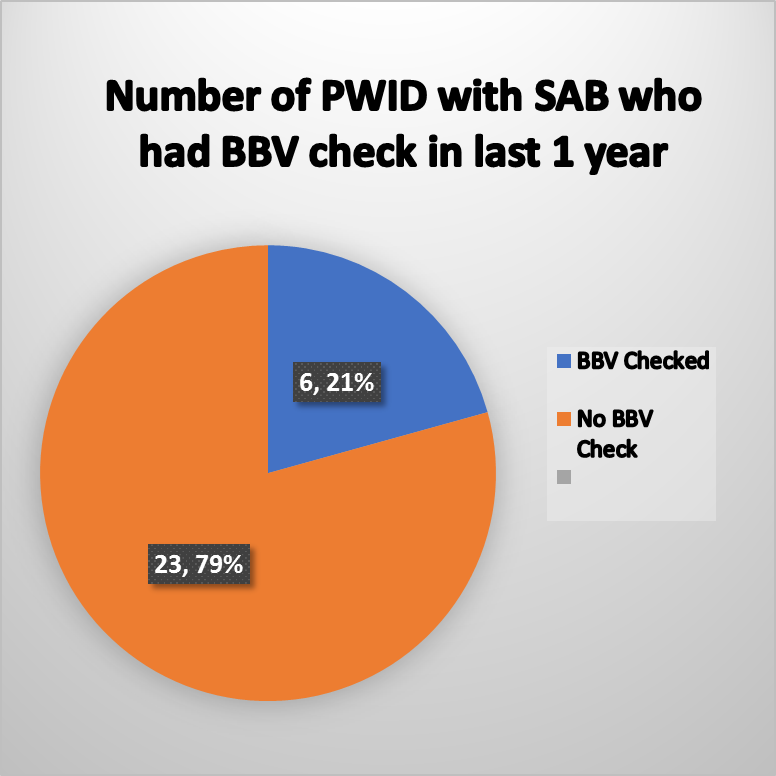 Number of PWID with SAB who
had BBV check in last 1 year
6, 21%
BBV Checked
No BBV
Check
23, 79%